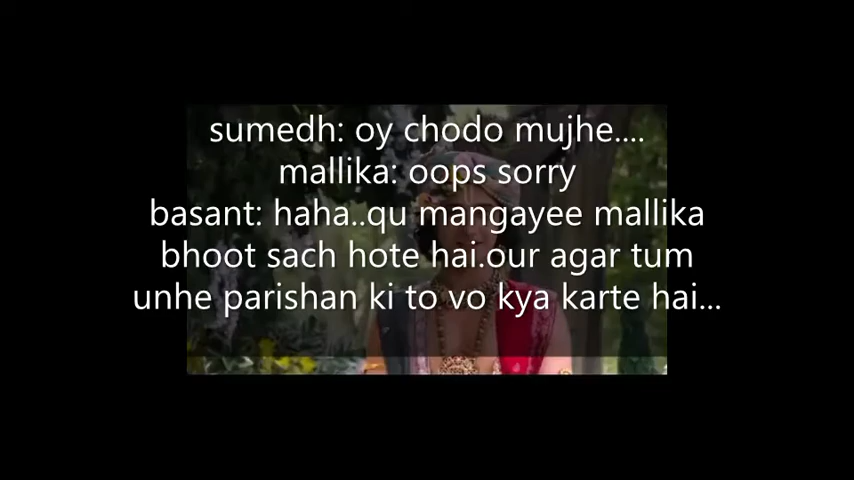 sumedh: oy chodo mujhe....
mallika: oops sorry
basant: haha..qu mangayee mallika
bhoot sach hote hai.our agar tum
unhe parishan ki to vo kya karte hai...